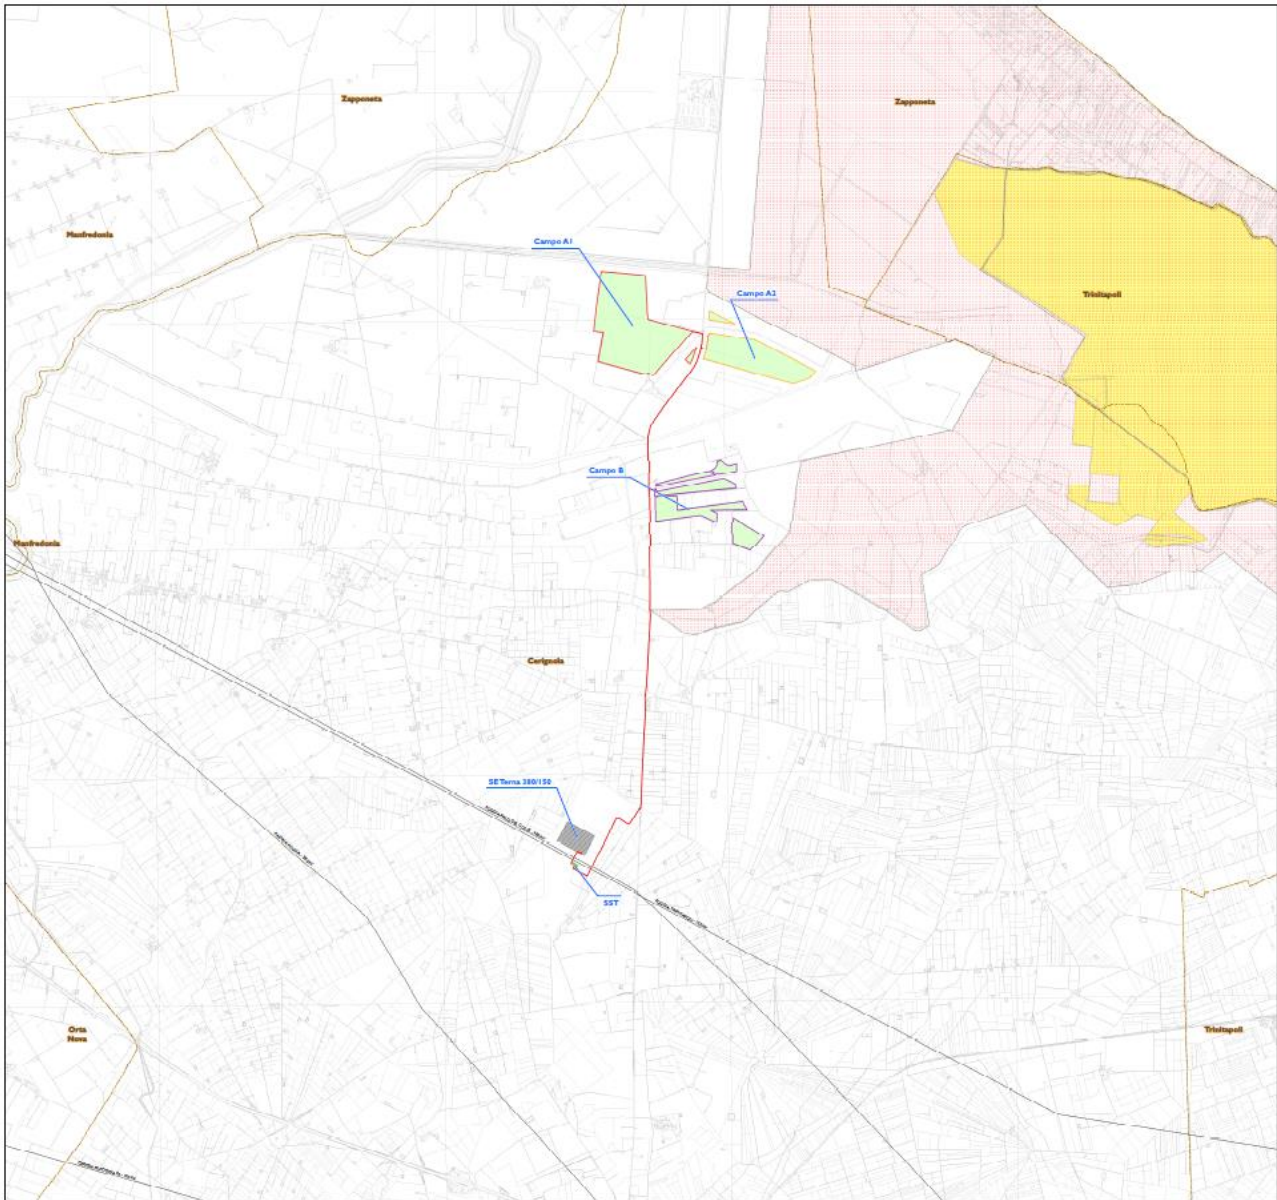 Zapponeta
Zapponeta
Manfredonia
Campo A1
Campo A2
Trinitapoli
Campo B
Manfredonia
Cerignola
SE Terna 380/150
SST
Orta
Nova
Trinitapoli